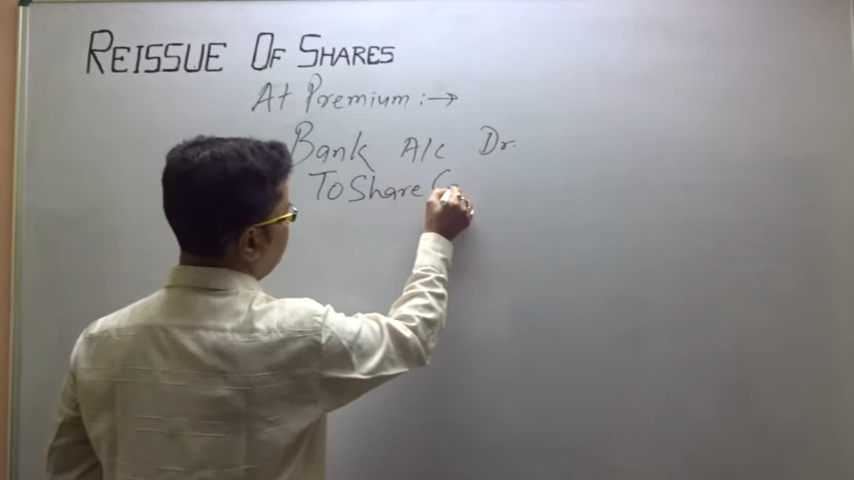 REISSUE OF SHARES
At Premium :→
Bank A/c Dr.
To Share